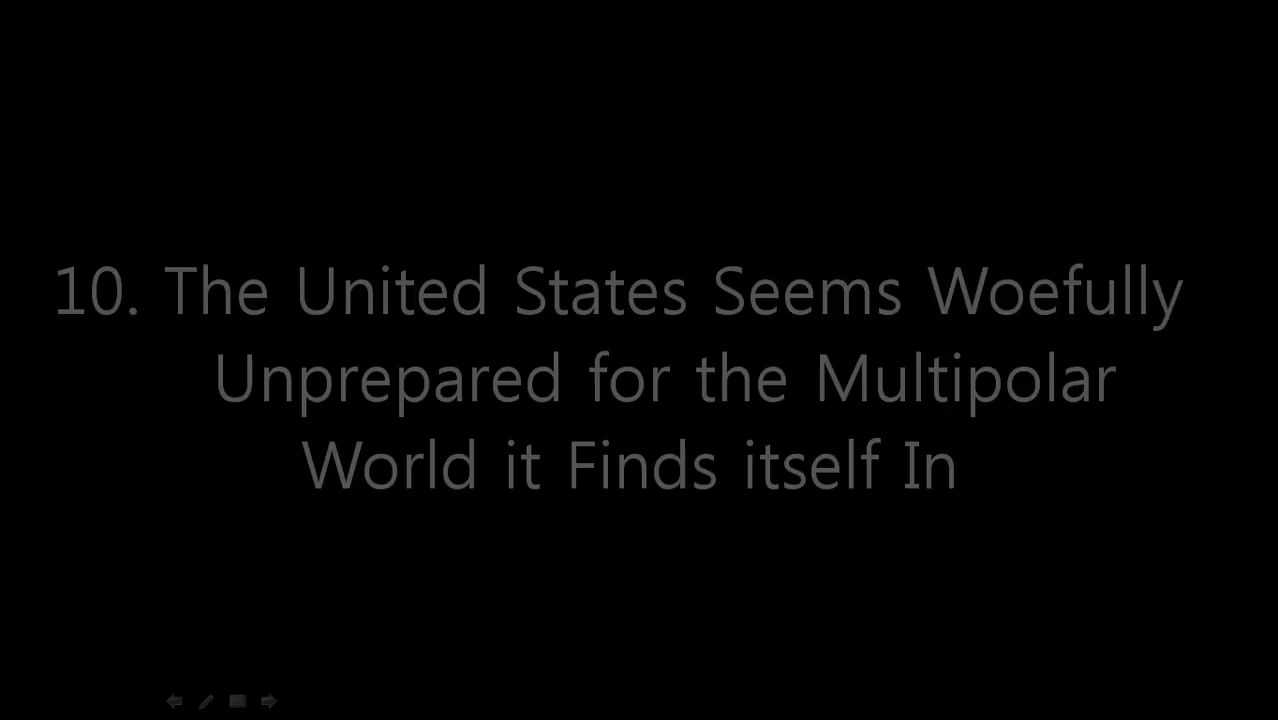 10. The United States Seems Woefully
Unprepared for the Multipolar
World it Finds itself In